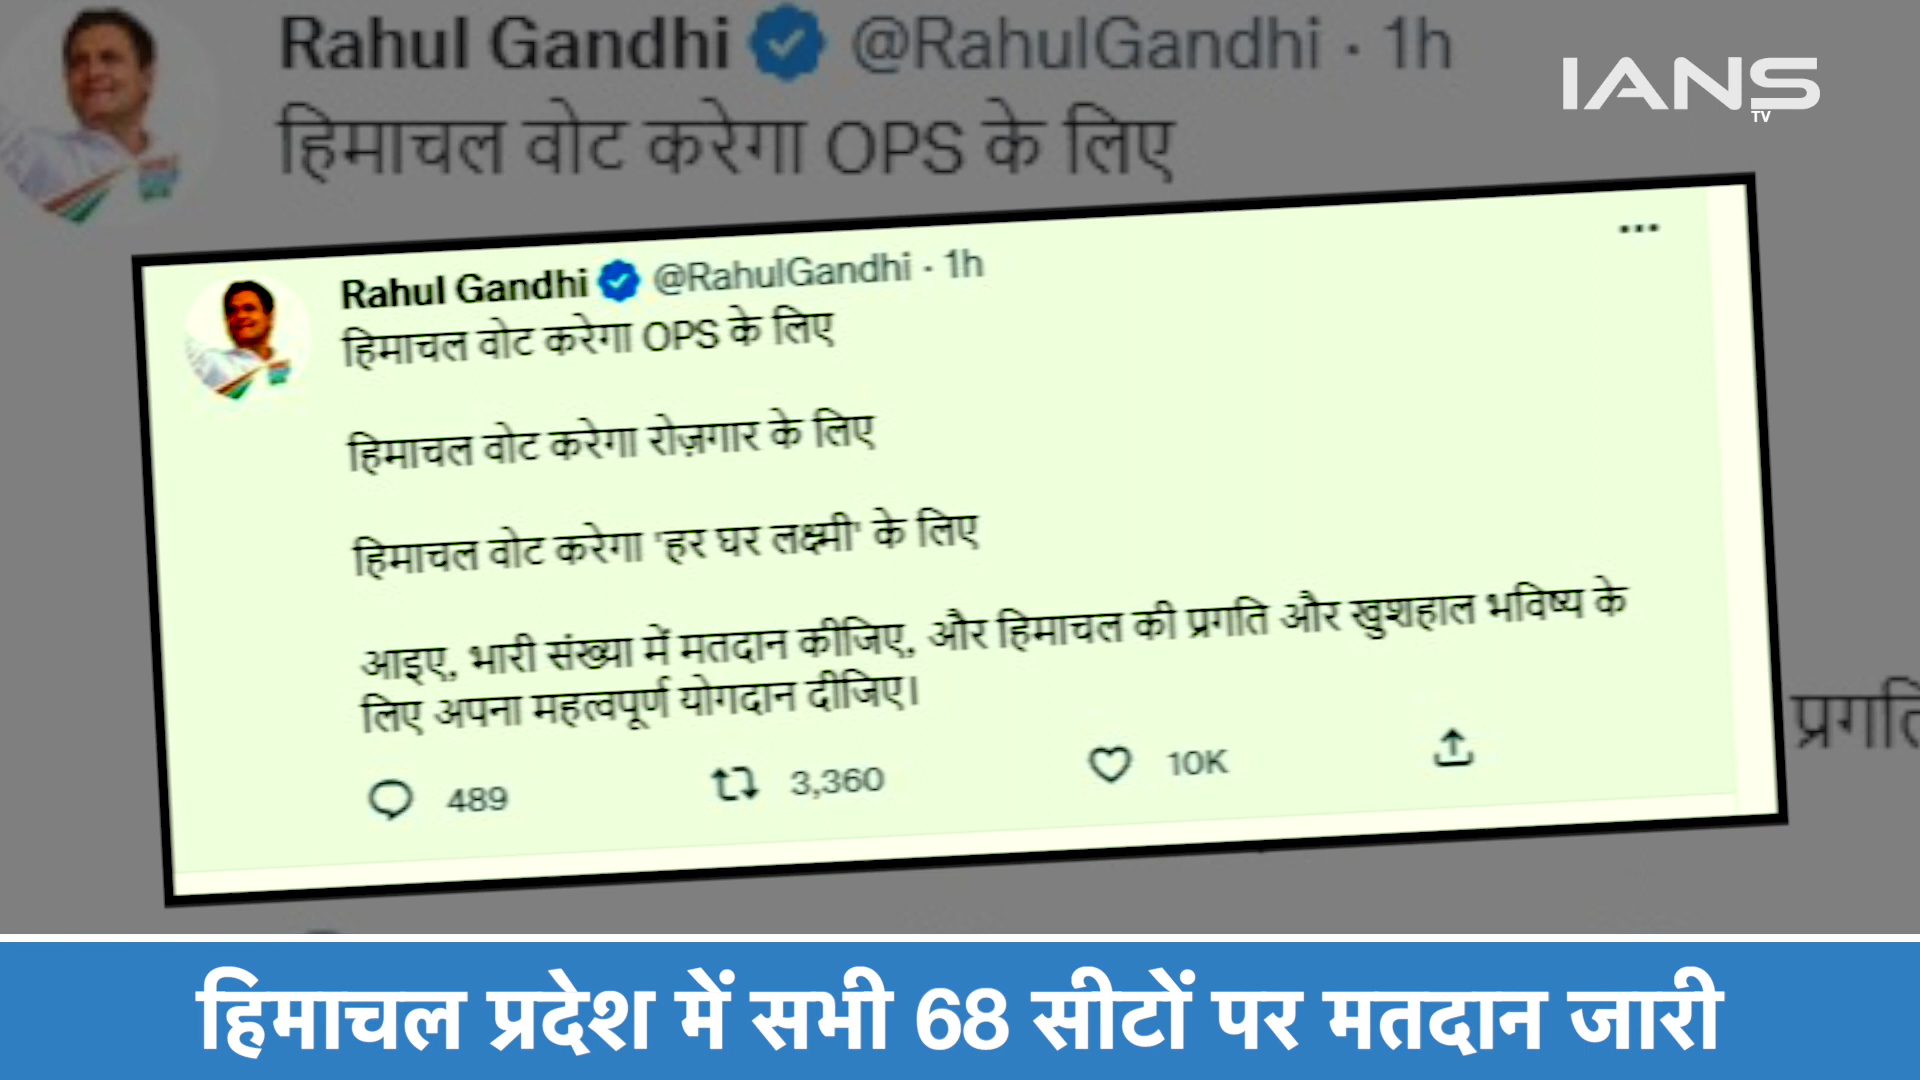 Rahul Gandhi @RahulGandhi · 1h
हिमाचल वोट करेगा OPS के लिए
IANS
TV
Rahul Gandhi @RahulGandhi · 1h
हिमाचल वोट करेगा OPS के लिए
हिमाचल वोट करेगा रोज़गार के लिए
हिमाचल वोट करेगा 'हर घर लक्ष्मी' के लिए
आइए, भारी संख्या में मतदान कीजिए, और हिमाचल की प्रगति और खुशहाल भविष्य के
लिए अपना महत्वपूर्ण योगदान दीजिए।
489 3,360 10K
हिमाचल प्रदेश में सभी 68 सीटों पर मतदान जारी